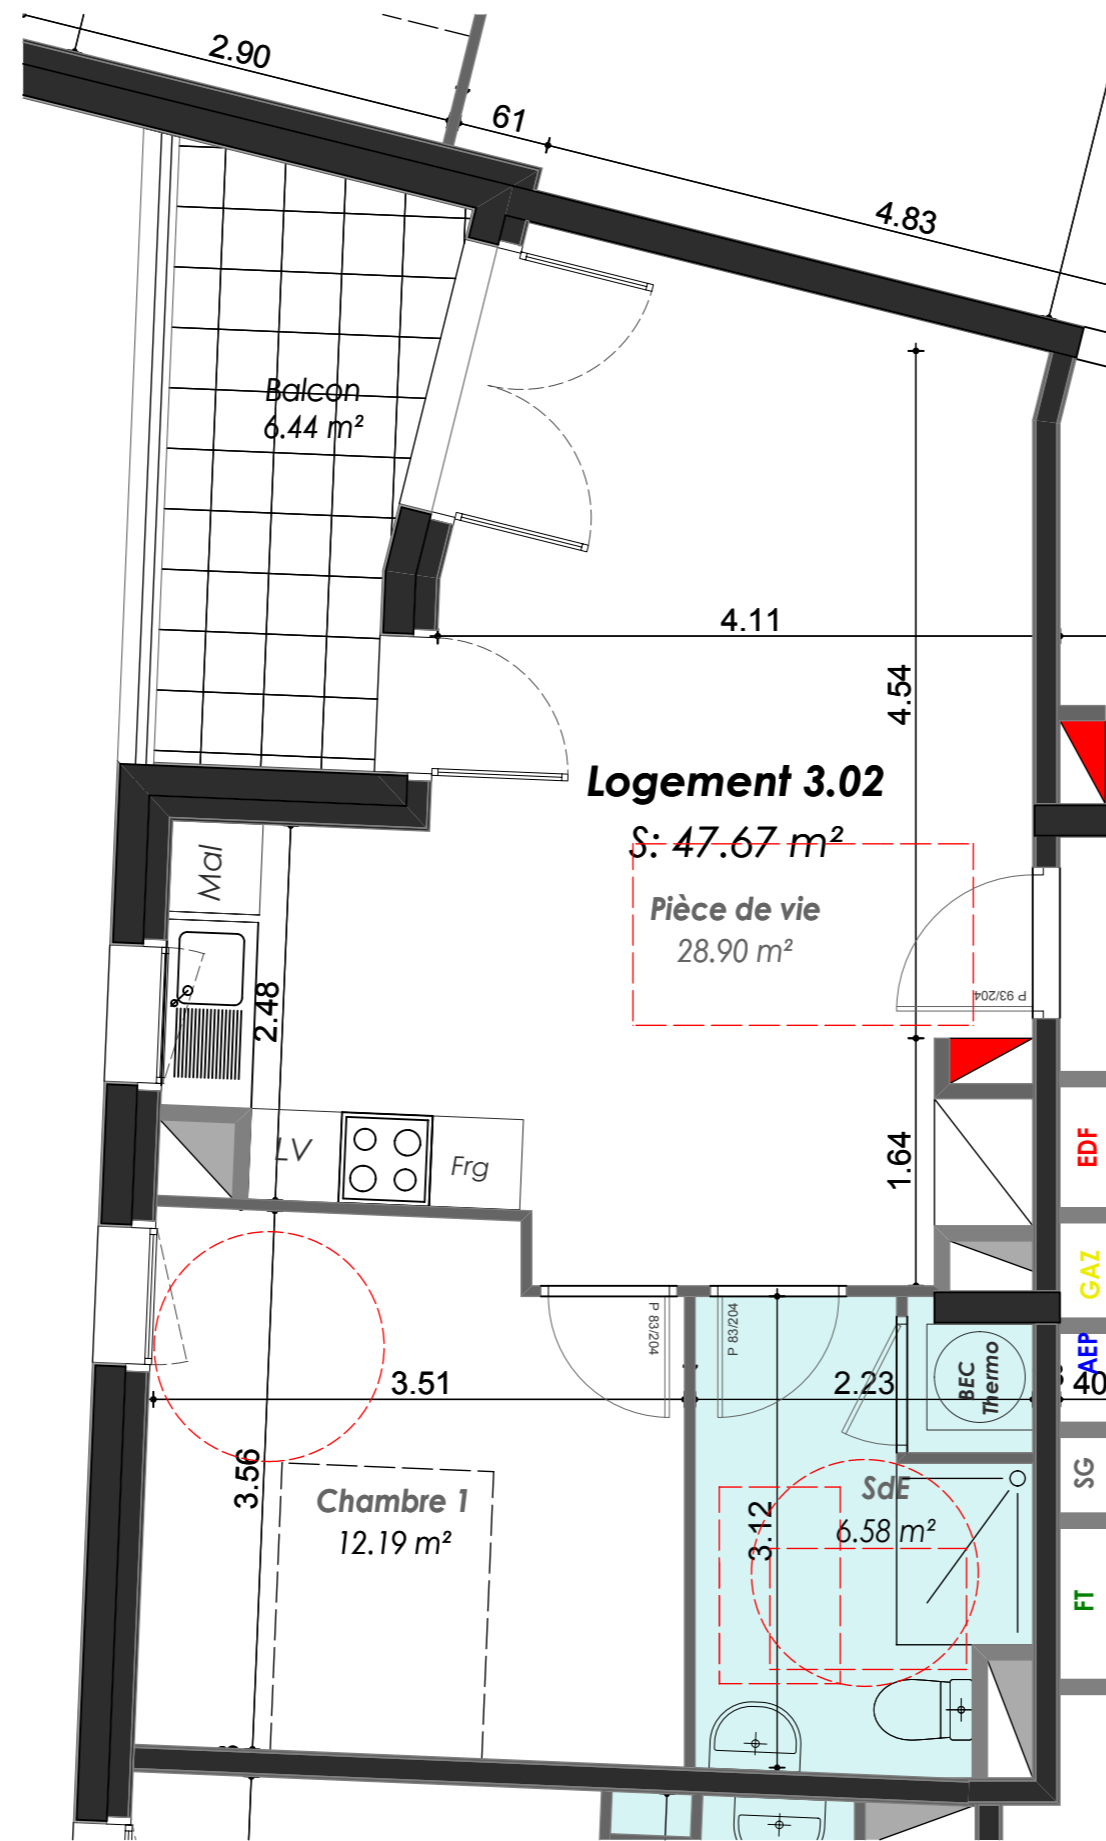 2.90
61
4.83
Balcon
6.44 m²
4.11
4.54
Logement 3.02
S: 47.67 m²
Mal
Pièce de vie
28.90 m²
P 93/204
2.48
LV
Frg
1.64
EDF
GAZ
AEP
P 83/204
P 83/204
BEC
Thermo
3.51
2.23
40
3.56
Chambre 1
12.19 m²
SdE
6.58 m²
3.12
SG
FT